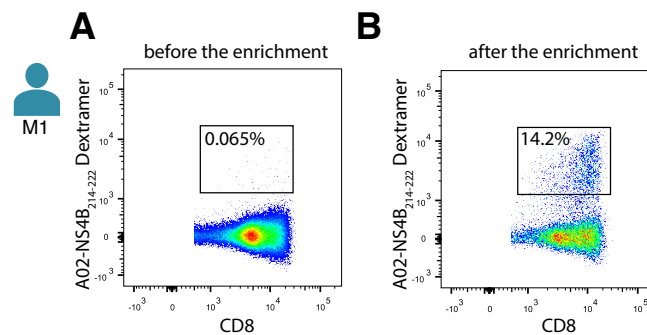 A
B
before the enrichment
after the enrichment
M1
A02-NS4B214-222 Dextramer
10^5
10^4
10^3
0
-10^3
0.065%
-10^3
0
10^3
10^4
10^5
CD8
A02-NS4B214-222 Dextramer
10^5
10^4
10^3
0
-10^3
14.2%
-10^3
0
10^3
10^4
10^5
CD8